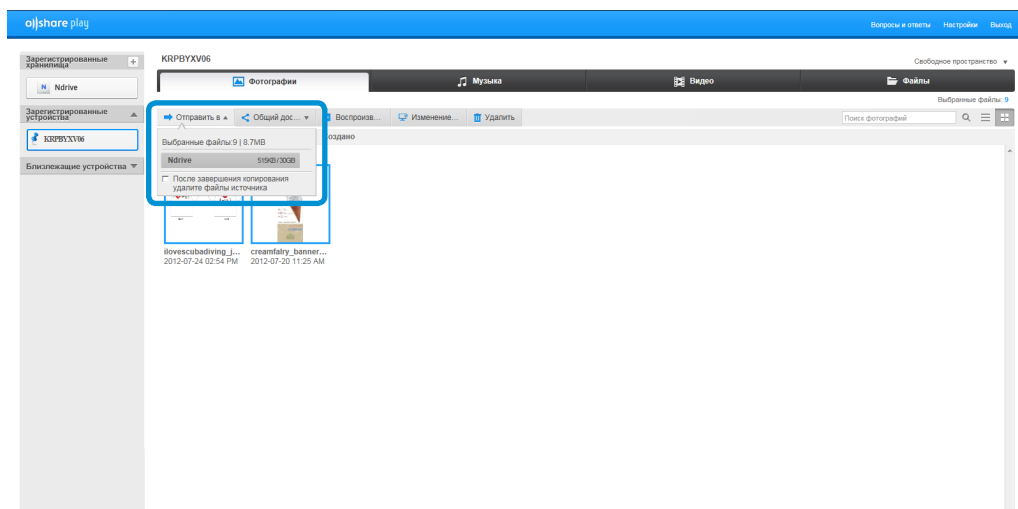 o))share play
Вопросы и ответы Настройки Выход
Зарегистрированные
хранилища
+
N Ndrive
Зарегистрированные
устройства
KRPBYXV06
Близлежащие устройства
KRPBYXV06
Свободное пространство
Фотографии Музыка Видео Файлы
Выбранные файлы: 9
Отправить в Общий дос... Воспроизв... Изменение... Удалить
Поиск фотографий
оздано
Выбранные файлы:9 | 8.7MB
Ndrive 515KB/30GB
После завершения копирования
удалите файлы источника
ilovescubadiving_j... creamfalry_banner...
2012-07-24 02:54 PM 2012-07-20 11:25 AM